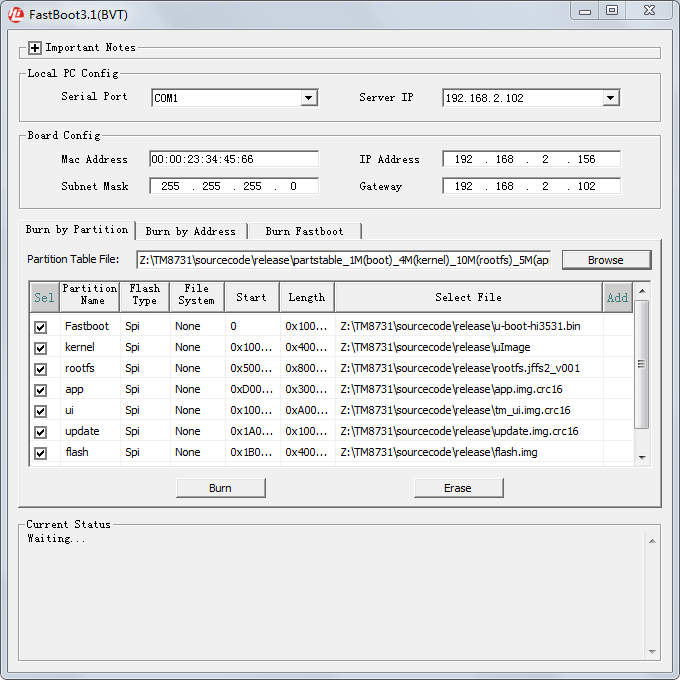 FastBoot3.1(BVT)
Important Notes
Local PC Config
Serial Port COM1 Server IP 192.168.2.102
Board Config
Mac Address 00:00:23:34:45:66 IP Address 192 . 168 . 2 . 156
Subnet Mask 255 . 255 . 255 . 0 Gateway 192 . 168 . 2 . 102
Burn by Partition Burn by Address Burn Fastboot
Partition Table File: Z:\TM8731\sourcecode\release\partstable_1M(boot)_4M(kernel)_10M(rootfs)_5M(ap Browse
Sel Partition Name Flash Type File System Start Length Select File Add
Fastboot Spi None 0 0x100... Z:\TM8731\sourcecode\release\u-boot-hi3531.bin
kernel Spi None 0x100... 0x400... Z:\TM8731\sourcecode\release\uImage
rootfs Spi None 0x500... 0x800... Z:\TM8731\sourcecode\release\rootfs.jffs2_v001
app Spi None 0xD00... 0x300... Z:\TM8731\sourcecode\release\app.img.crc16
ui Spi None 0x100... 0xA00... Z:\TM8731\sourcecode\release\tm_ui.img.crc16
update Spi None 0x1A0... 0x100... Z:\TM8731\sourcecode\release\update.img.crc16
flash Spi None 0x1B0... 0x400... Z:\TM8731\sourcecode\release\flash.img
Burn Erase
Current Status
Waiting...